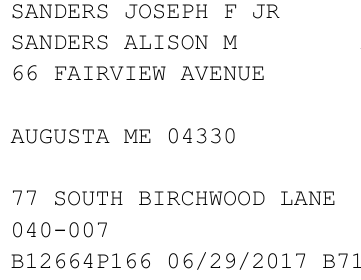 SANDERS JOSEPH F JR
SANDERS ALISON M
66 FAIRVIEW AVENUE
AUGUSTA ME 04330
77 SOUTH BIRCHWOOD LANE
040-007
B12664P166 06/29/2017 B71